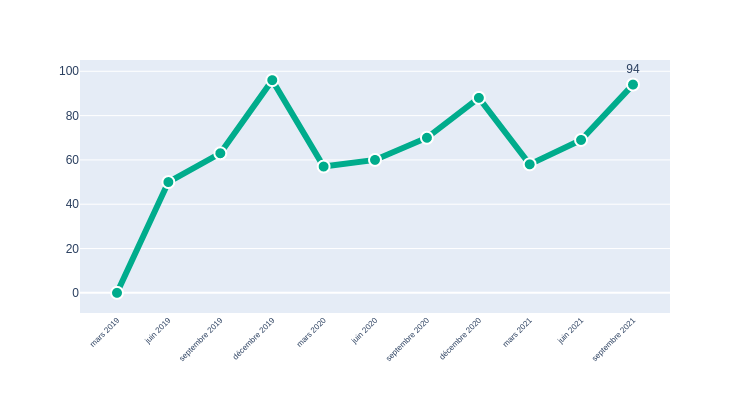 94
100
80
60
40
20
0
mars 2019
juin 2019
septembre 2019
décembre 2019
mars 2020
juin 2020
septembre 2020
décembre 2020
mars 2021
juin 2021
septembre 2021